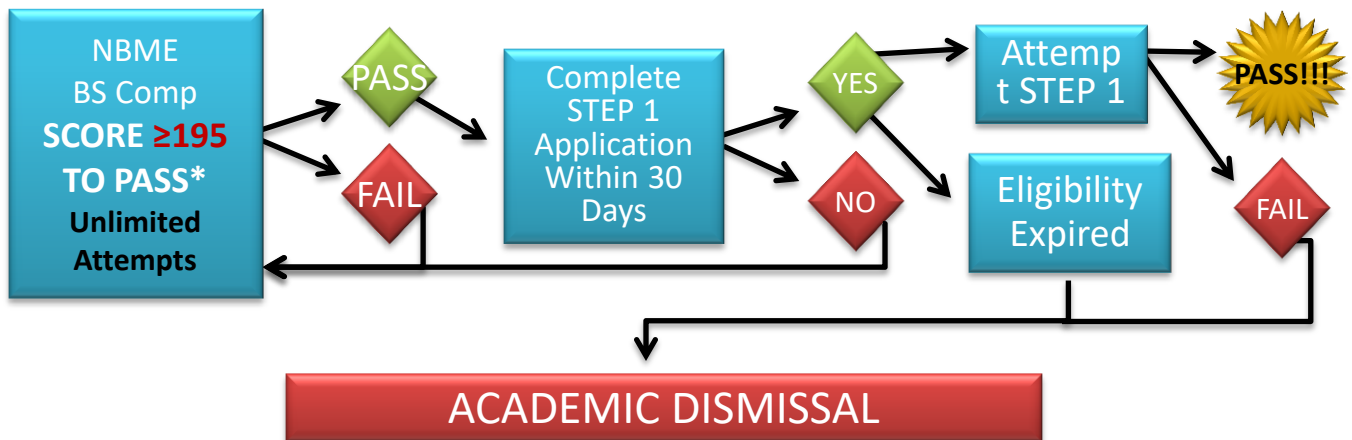 NBME
BS Comp
SCORE ≥195
TO PASS*
Unlimited
Attempts
PASS
FAIL
Complete
STEP 1
Application
Within 30
Days
YES
NO
Attemp
t STEP 1
Eligibility
Expired
PASS!!!
FAIL
ACADEMIC DISMISSAL